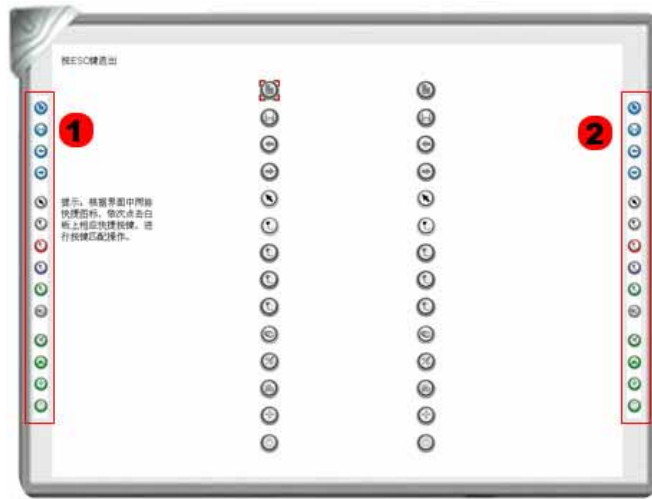 按ESC键退出
1
2
提示：根据界面中两纵
快捷图标，依次点击白
板上相应快捷按键，进
行按键匹配操作。